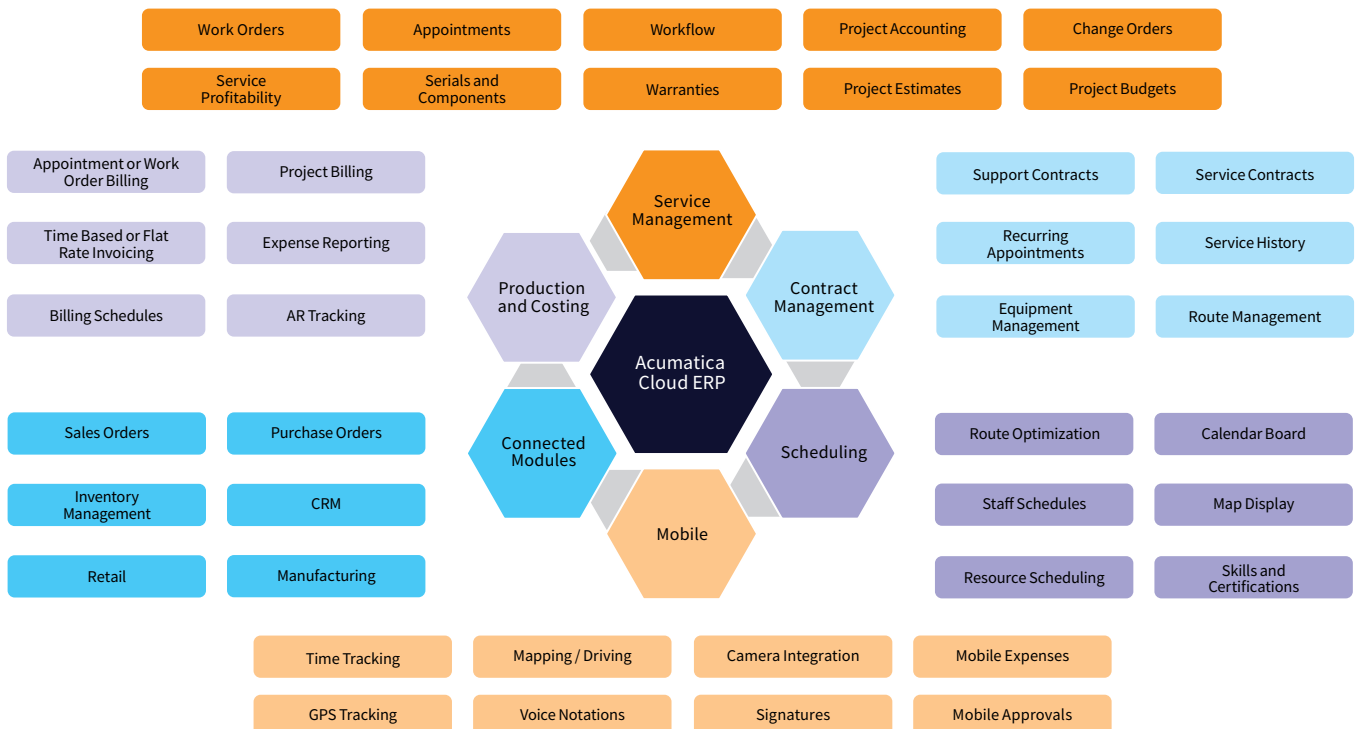 Work Orders
Appointments
Workflow
Project Accounting
Change Orders
Service
Profitability
Serials and
Components
Warranties
Project Estimates
Project Budgets
Appointment or Work
Order Billing
Project Billing
Time Based or Flat
Rate Invoicing
Expense Reporting
Billing Schedules
AR Tracking
Service
Management
Production
and Costing
Contract
Management
Acumatica
Cloud ERP
Connected
Modules
Scheduling
Mobile
Support Contracts
Service Contracts
Recurring
Appointments
Service History
Equipment
Management
Route Management
Sales Orders
Purchase Orders
Inventory
Management
CRM
Retail
Manufacturing
Route Optimization
Calendar Board
Staff Schedules
Map Display
Resource Scheduling
Skills and
Certifications
Time Tracking
Mapping / Driving
Camera Integration
Mobile Expenses
GPS Tracking
Voice Notations
Signatures
Mobile Approvals